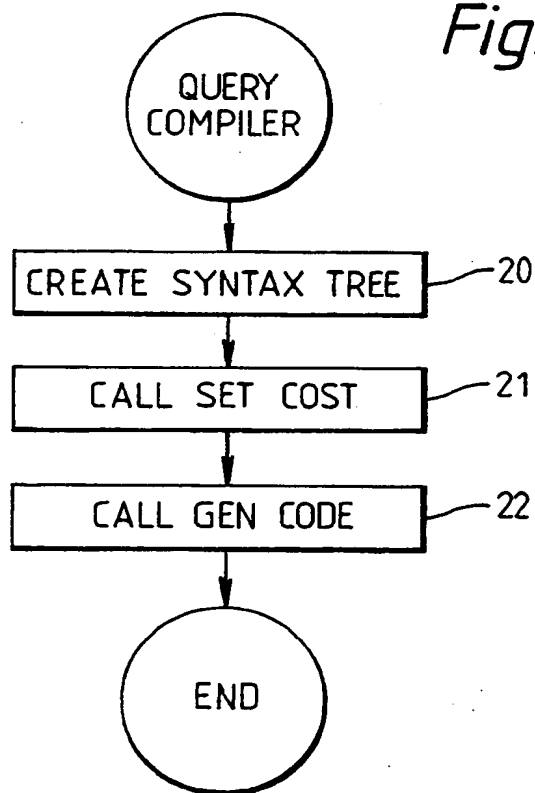 Fig.
QUERY
COMPILER
CREATE SYNTAX TREE
20
CALL SET COST
21
CALL GEN CODE
22
END